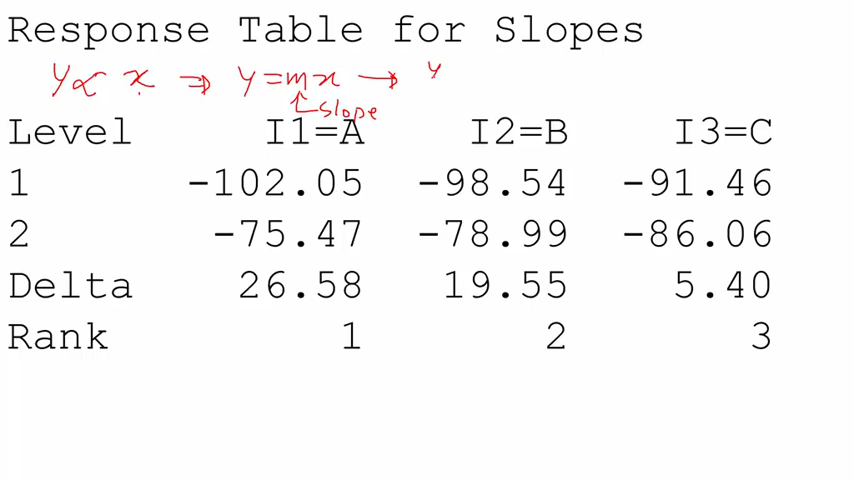 Response Table for Slopes
y ∝ x ⇒ y = mx → y
slope
Level I1=A I2=B I3=C
1 -102.05 -98.54 -91.46
2 -75.47 -78.99 -86.06
Delta 26.58 19.55 5.40
Rank 1 2 3